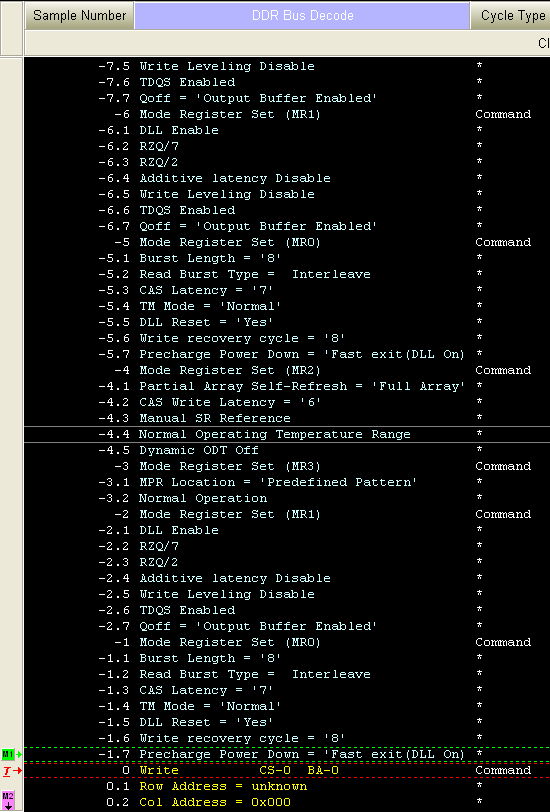 Sample Number DDR Bus Decode Cycle Type
Cl
-7.5 Write Leveling Disable *
-7.6 TDQS Enabled *
-7.7 Qoff = 'Output Buffer Enabled' *
-6 Mode Register Set (MR1) Command
-6.1 DLL Enable *
-6.2 RZQ/7 *
-6.3 RZQ/2 *
-6.4 Additive latency Disable *
-6.5 Write Leveling Disable *
-6.6 TDQS Enabled *
-6.7 Qoff = 'Output Buffer Enabled' *
-5 Mode Register Set (MR0) Command
-5.1 Burst Length = '8' *
-5.2 Read Burst Type =  Interleave *
-5.3 CAS Latency = '7' *
-5.4 TM Mode = 'Normal' *
-5.5 DLL Reset = 'Yes' *
-5.6 Write recovery cycle = '8' *
-5.7 Precharge Power Down = 'Fast exit(DLL On) *
-4 Mode Register Set (MR2) Command
-4.1 Partial Array Self-Refresh = 'Full Array' *
-4.2 CAS Write Latency = '6' *
-4.3 Manual SR Reference *
-4.4 Normal Operating Temperature Range *
-4.5 Dynamic ODT Off *
-3 Mode Register Set (MR3) Command
-3.1 MPR Location = 'Predefined Pattern' *
-3.2 Normal Operation *
-2 Mode Register Set (MR1) Command
-2.1 DLL Enable *
-2.2 RZQ/7 *
-2.3 RZQ/2 *
-2.4 Additive latency Disable *
-2.5 Write Leveling Disable *
-2.6 TDQS Enabled *
-2.7 Qoff = 'Output Buffer Enabled' *
-1 Mode Register Set (MR0) Command
-1.1 Burst Length = '8' *
-1.2 Read Burst Type =  Interleave *
-1.3 CAS Latency = '7' *
-1.4 TM Mode = 'Normal' *
-1.5 DLL Reset = 'Yes' *
-1.6 Write recovery cycle = '8' *
M1 -1.7 Precharge Power Down = 'Fast exit(DLL On) *
T 0 Write CS-0 BA-0 Command
0.1 Row Address = unknown *
M2 0.2 Col Address = 0x000 *